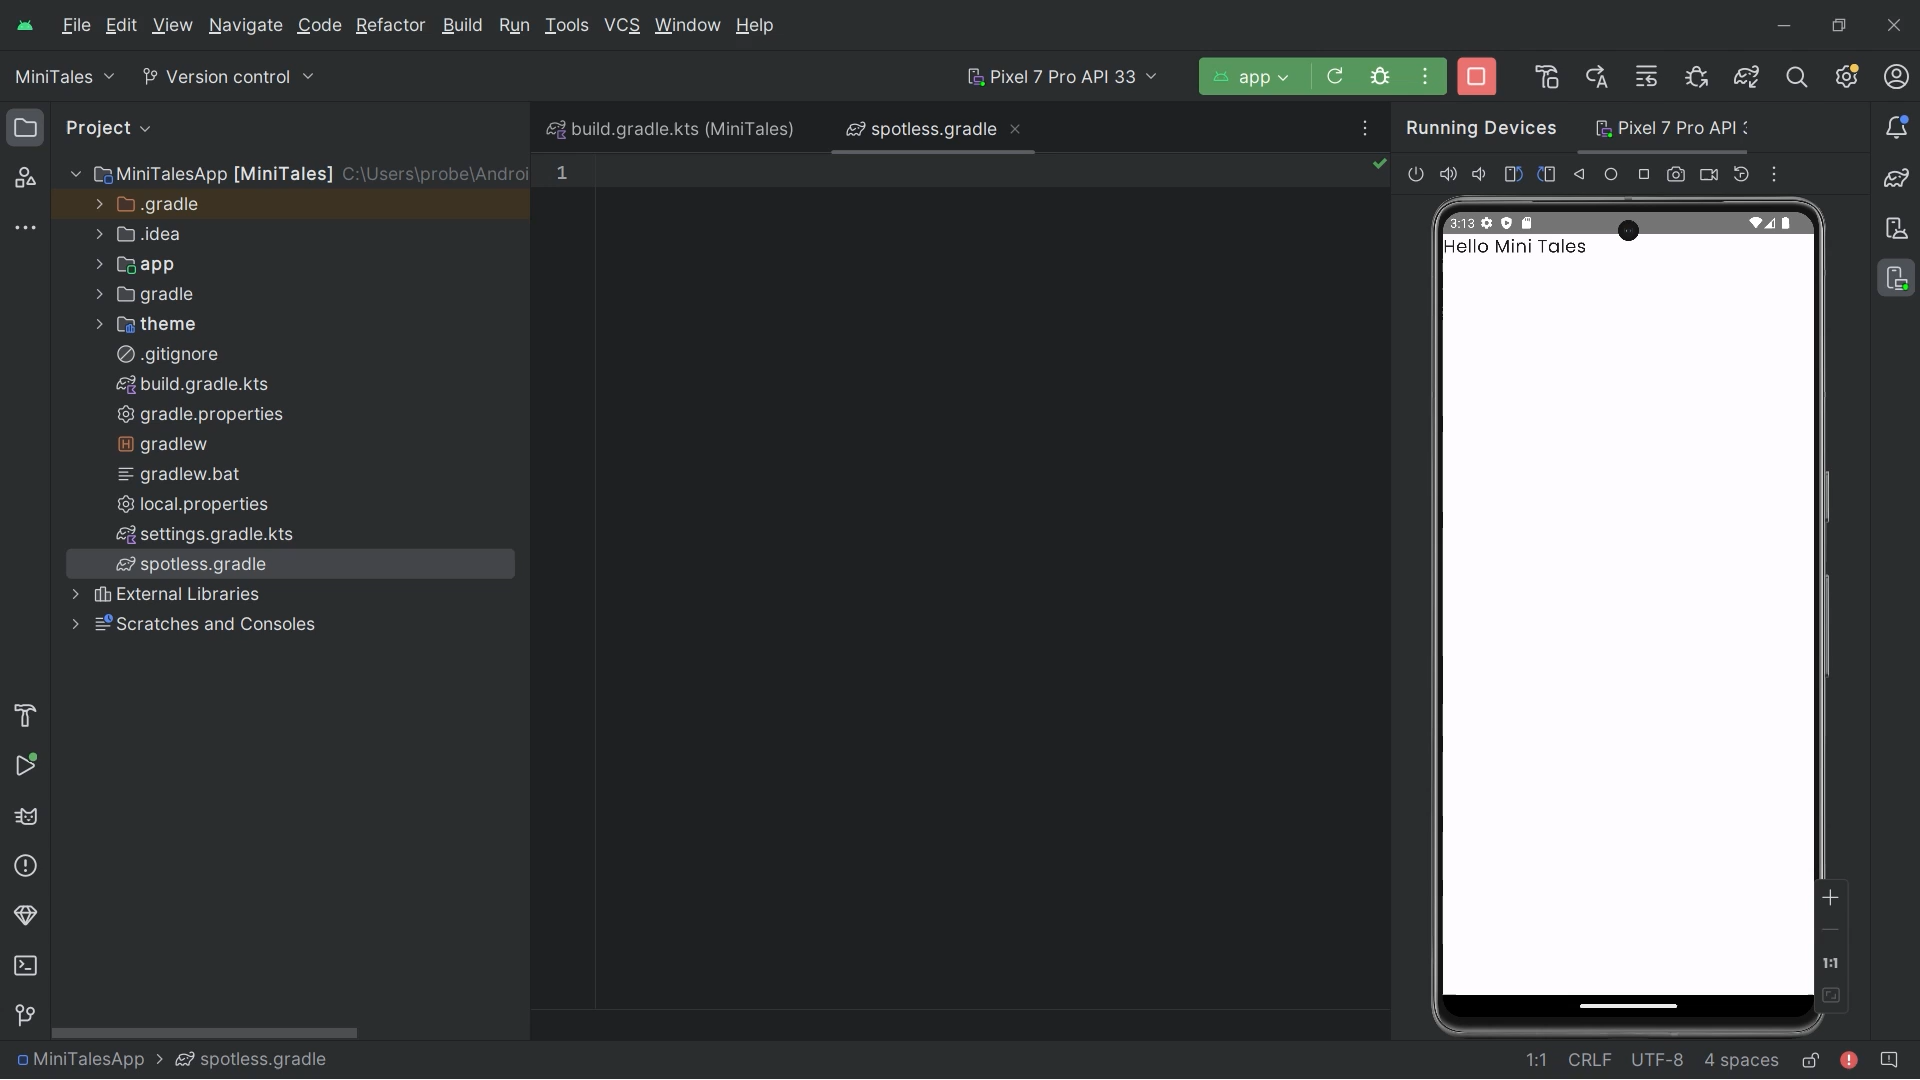 File Edit View Navigate Code Refactor Build Run Tools VCS Window Help
MiniTales Version control Pixel 7 Pro API 33 app
Project build.gradle.kts (MiniTales) spotless.gradle Running Devices Pixel 7 Pro API 3
MiniTalesApp [MiniTales] C:\Users\probe\Androi 1
.gradle
3:13
.idea
Hello Mini Tales
app
gradle
theme
.gitignore
build.gradle.kts
gradle.properties
gradlew
gradlew.bat
local.properties
settings.gradle.kts
spotless.gradle
External Libraries
Scratches and Consoles
1:1
MiniTalesApp > spotless.gradle 1:1 CRLF UTF-8 4 spaces